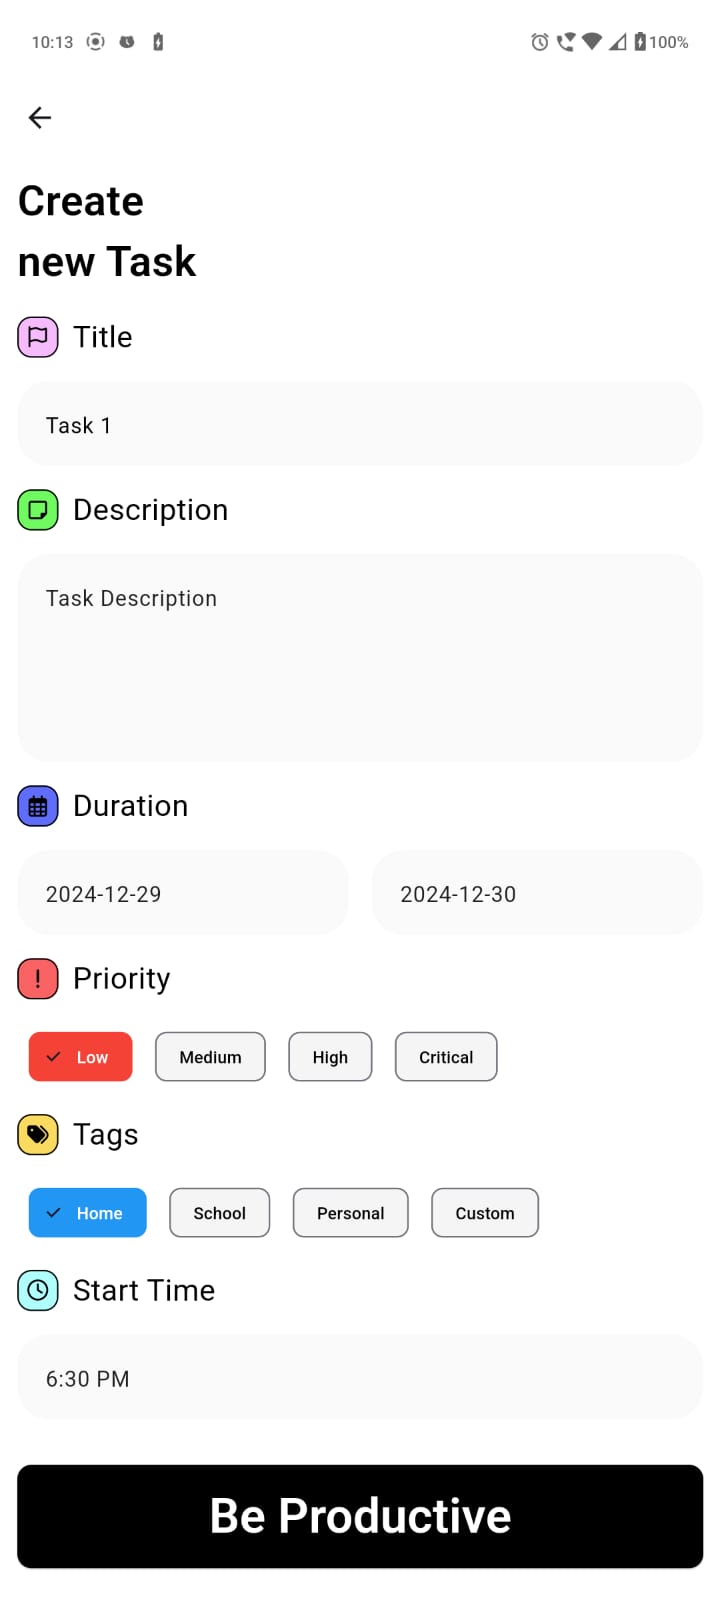 10:13 100%
Create
new Task
Title
Task 1
Description
Task Description
Duration
2024-12-29 2024-12-30
Priority
Low Medium High Critical
Tags
Home School Personal Custom
Start Time
6:30 PM
Be Productive